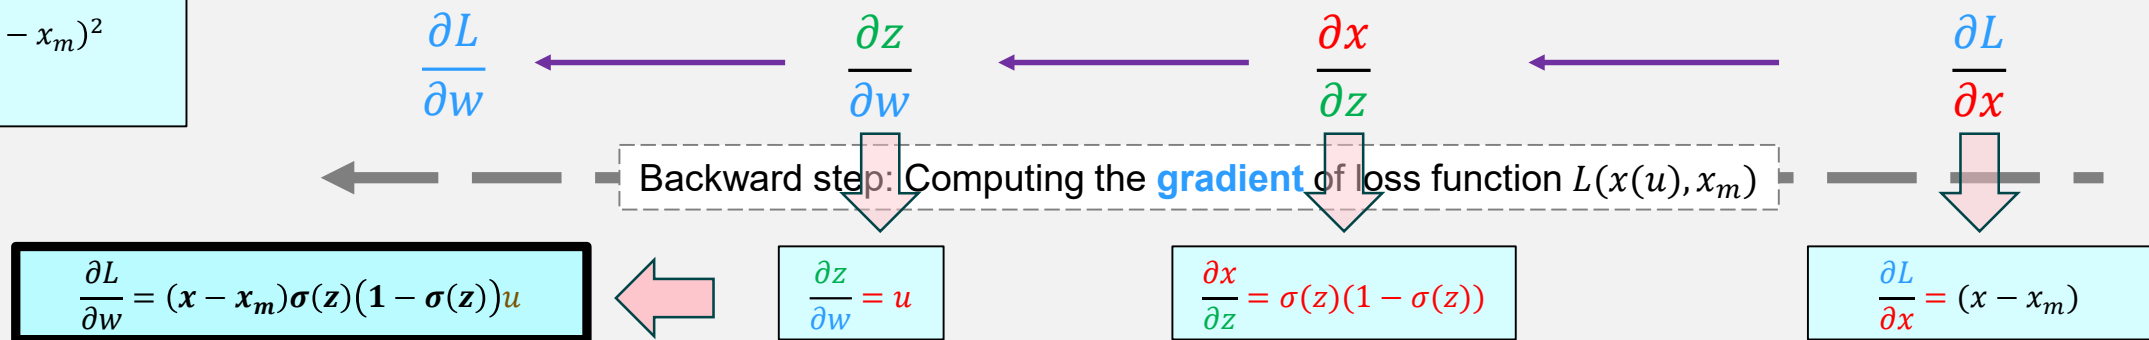 − x_m)²
∂L/∂w ∂z/∂w ∂x/∂z ∂L/∂x
Backward step: Computing the gradient of loss function L(x(u), x_m)
∂L/∂w = (x − x_m)σ(z)(1 − σ(z))u
∂z/∂w = u
∂x/∂z = σ(z)(1 − σ(z))
∂L/∂x = (x − x_m)